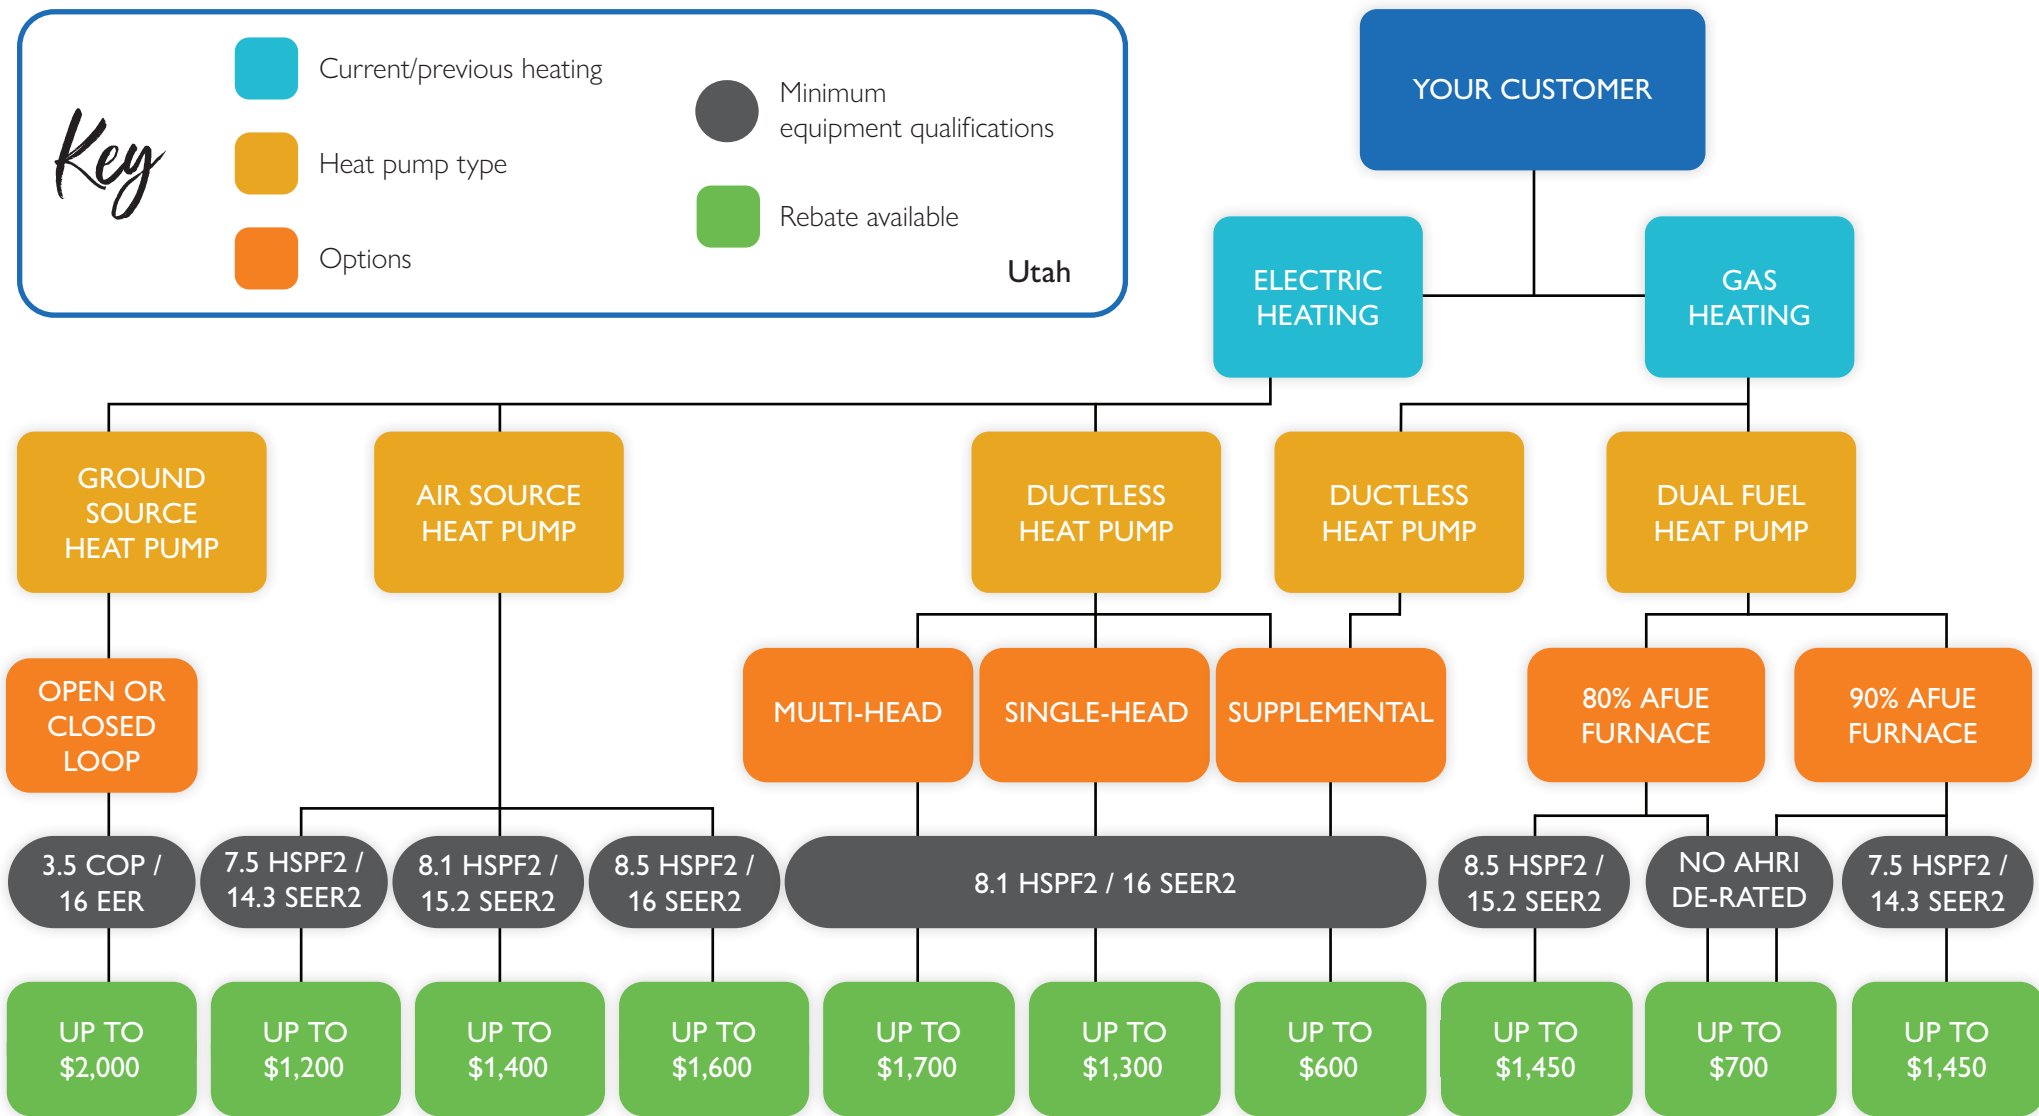 Key
Current/previous heating
Heat pump type
Options
Minimum
equipment qualifications
Rebate available
Utah
YOUR CUSTOMER
ELECTRIC
HEATING
GAS
HEATING
GROUND
SOURCE
HEAT PUMP
AIR SOURCE
HEAT PUMP
DUCTLESS
HEAT PUMP
DUCTLESS
HEAT PUMP
DUAL FUEL
HEAT PUMP
OPEN OR
CLOSED
LOOP
MULTI-HEAD
SINGLE-HEAD
SUPPLEMENTAL
80% AFUE
FURNACE
90% AFUE
FURNACE
3.5 COP /
16 EER
7.5 HSPF2 /
14.3 SEER2
8.1 HSPF2 /
15.2 SEER2
8.5 HSPF2 /
16 SEER2
8.1 HSPF2 / 16 SEER2
8.5 HSPF2 /
15.2 SEER2
NO AHRI
DE-RATED
7.5 HSPF2 /
14.3 SEER2
UP TO
$2,000
UP TO
$1,200
UP TO
$1,400
UP TO
$1,600
UP TO
$1,700
UP TO
$1,300
UP TO
$600
UP TO
$1,450
UP TO
$700
UP TO
$1,450